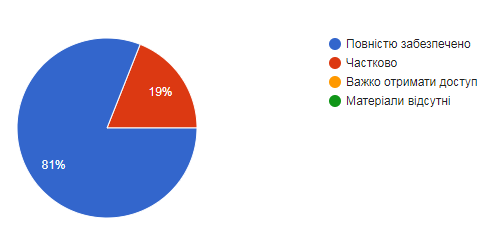 Повністю забезпечено
Частково
Важко отримати доступ
Матеріали відсутні
19%
81%